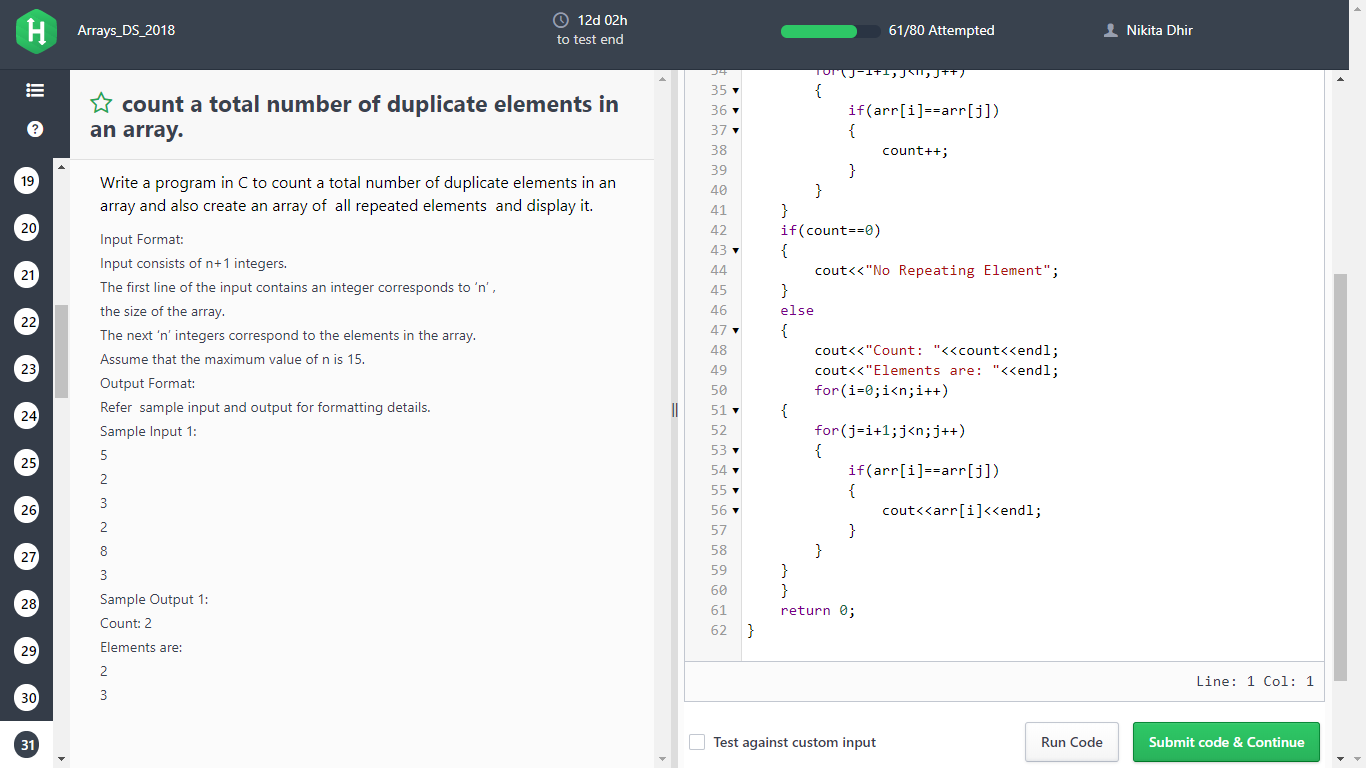 Arrays_DS_2018
12d 02h
to test end
61/80 Attempted
Nikita Dhir
?
19
20
21
22
23
24
25
26
27
28
29
30
31
count a total number of duplicate elements in
an array.
Write a program in C to count a total number of duplicate elements in an
array and also create an array of all repeated elements and display it.
Input Format:
Input consists of n+1 integers.
The first line of the input contains an integer corresponds to ‘n’ ,
the size of the array.
The next ‘n’ integers correspond to the elements in the array.
Assume that the maximum value of n is 15.
Output Format:
Refer sample input and output for formatting details.
Sample Input 1:
5
2
3
2
8
3
Sample Output 1:
Count: 2
Elements are:
2
3
34 for(j=i+1;j<n;j++)
35 {
36 if(arr[i]==arr[j])
37 {
38 count++;
39 }
40 }
41 }
42 if(count==0)
43 {
44 cout<<"No Repeating Element";
45 }
46 else
47 {
48 cout<<"Count: "<<count<<endl;
49 cout<<"Elements are: "<<endl;
50 for(i=0;i<n;i++)
51 {
52 for(j=i+1;j<n;j++)
53 {
54 if(arr[i]==arr[j])
55 {
56 cout<<arr[i]<<endl;
57 }
58 }
59 }
60 }
61 return 0;
62 }
Line: 1 Col: 1
Test against custom input
Run Code
Submit code & Continue